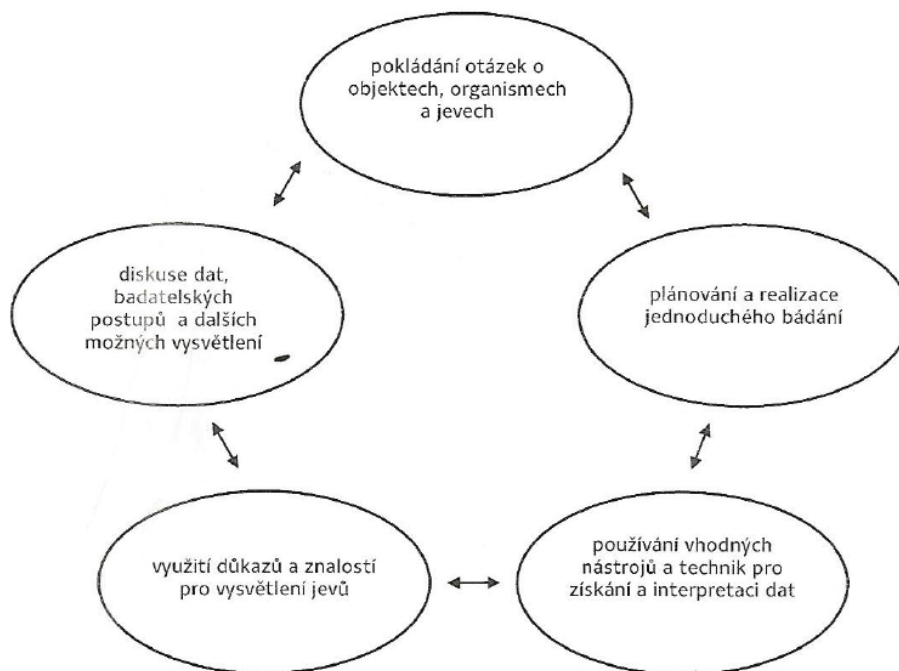 pokládání otázek o
objektech, organismech
a jevech
diskuse dat,
badatelských
postupů a dalších
možných vysvětlení
plánování a realizace
jednoduchého bádání
využití důkazů a znalostí
pro vysvětlení jevů
používání vhodných
nástrojů a technik pro
získání a interpretaci dat